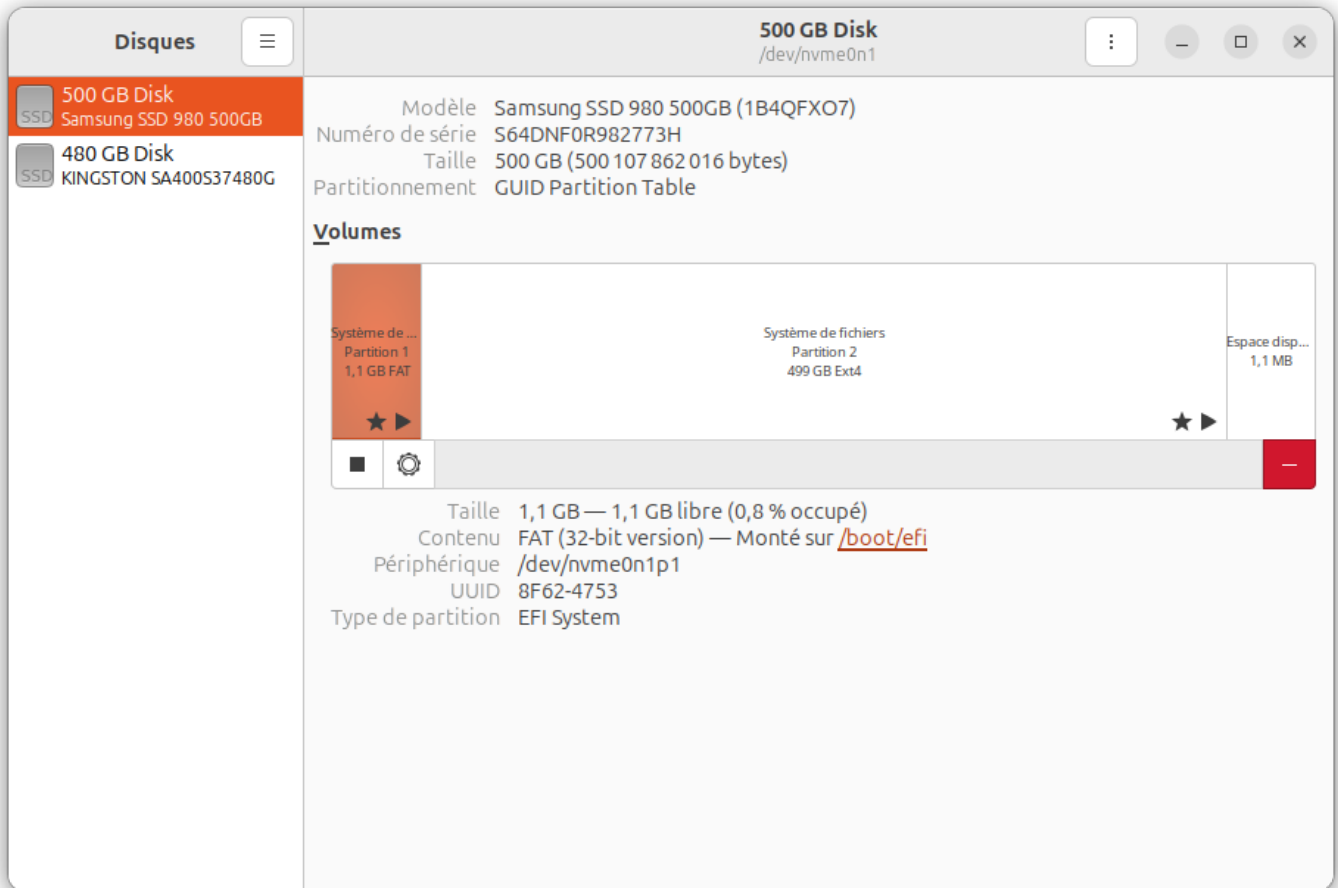 Disques
500 GB Disk
/dev/nvme0n1
500 GB Disk
Samsung SSD 980 500GB
SSD
480 GB Disk
KINGSTON SA400S37480G
SSD
Modèle Samsung SSD 980 500GB (1B4QFXO7)
Numéro de série S64DNF0R982773H
Taille 500 GB (500 107 862 016 bytes)
Partitionnement GUID Partition Table
Volumes
Système de ...
Partition 1
1,1 GB FAT
Système de fichiers
Partition 2
499 GB Ext4
Espace disp...
1,1 MB
Taille 1,1 GB — 1,1 GB libre (0,8 % occupé)
Contenu FAT (32-bit version) — Monté sur /boot/efi
Périphérique /dev/nvme0n1p1
UUID 8F62-4753
Type de partition EFI System